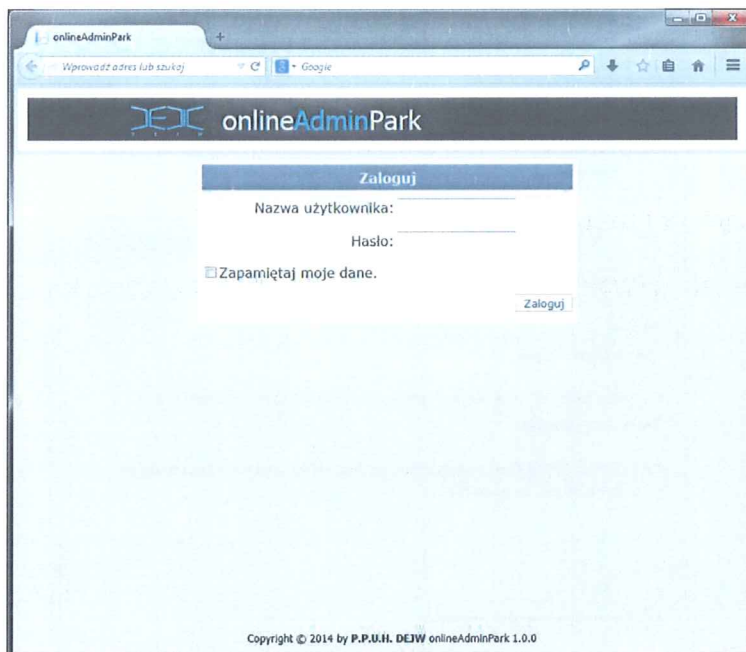 onlineAdminPark
Wprowadź adres lub szukaj
Google
DEJW onlineAdminPark
Zaloguj
Nazwa użytkownika:
Hasło:
Zapamiętaj moje dane.
Zaloguj
Copyright © 2014 by P.P.U.H. DEJW onlineAdminPark 1.0.0